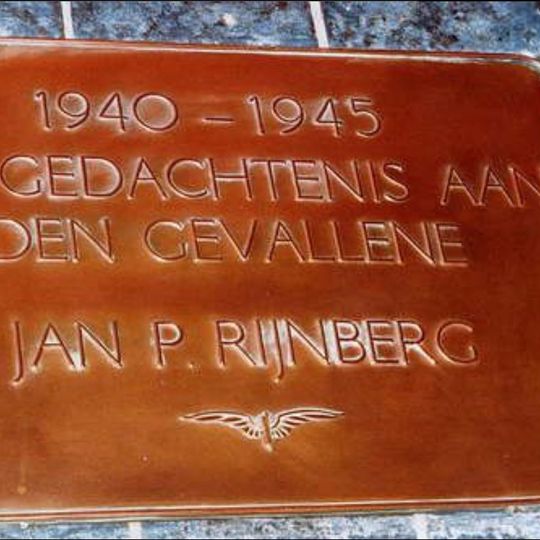 1940 - 1945
GEDACHTENIS AAN
DEN GEVALLENE
JAN P. RIJNBERG